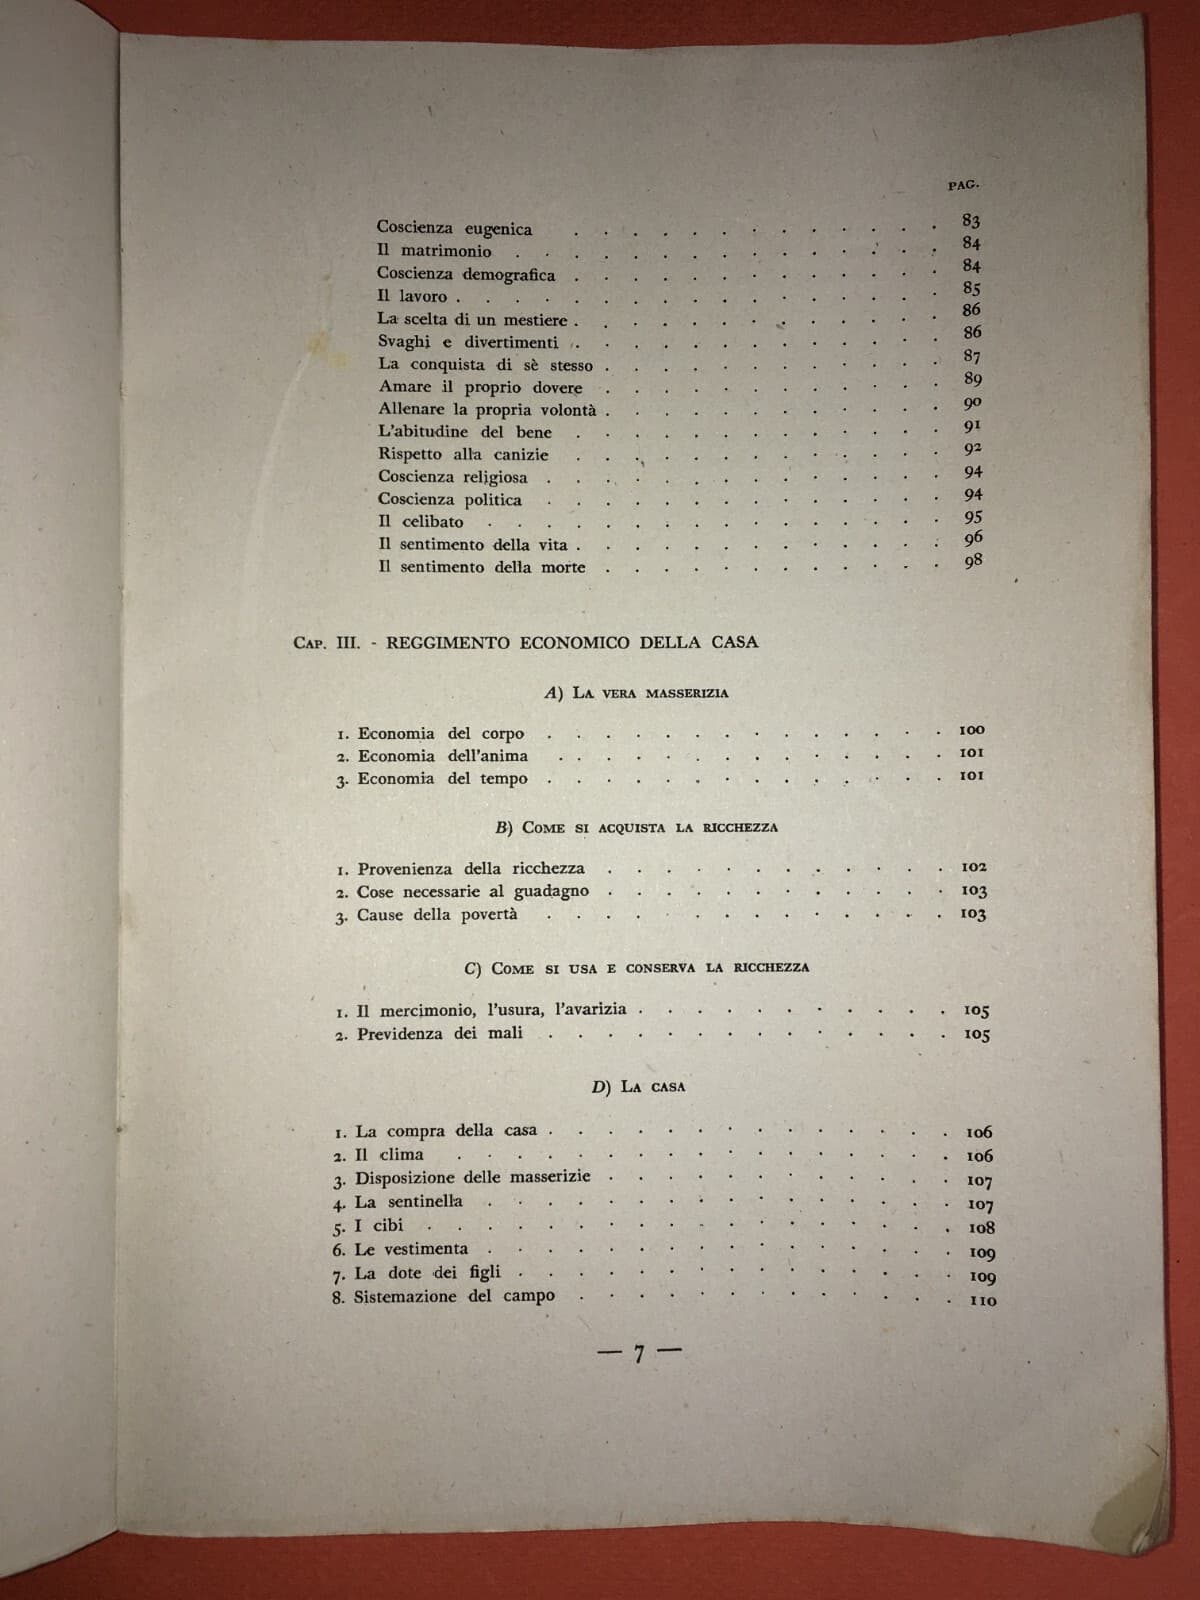 PAG.
Coscienza eugenica . . . . . . . . . . . . . 83
Il matrimonio . . . . . . . . . . . . . . . 84
Coscienza demografica . . . . . . . . . . . . . 84
Il lavoro . . . . . . . . . . . . . . . . . 85
La scelta di un mestiere . . . . . . . . . . . . . 86
Svaghi e divertimenti . . . . . . . . . . . . . 86
La conquista di sè stesso . . . . . . . . . . . . 87
Amare il proprio dovere . . . . . . . . . . . . 89
Allenare la propria volontà . . . . . . . . . . . . 90
L'abitudine del bene . . . . . . . . . . . . . 91
Rispetto alla canizie . . . . . . . . . . . . . 92
Coscienza religiosa . . . . . . . . . . . . . . 94
Coscienza politica . . . . . . . . . . . . . . 94
Il celibato . . . . . . . . . . . . . . . . 95
Il sentimento della vita . . . . . . . . . . . . . 96
Il sentimento della morte . . . . . . . . . . . . 98
CAP. III. - REGGIMENTO ECONOMICO DELLA CASA
A) LA VERA MASSERIZIA
1. Economia del corpo . . . . . . . . . . . . . . 100
2. Economia dell'anima . . . . . . . . . . . . . . 101
3. Economia del tempo . . . . . . . . . . . . . . 101
B) COME SI ACQUISTA LA RICCHEZZA
1. Provenienza della ricchezza . . . . . . . . . . . . 102
2. Cose necessarie al guadagno . . . . . . . . . . . . 103
3. Cause della povertà . . . . . . . . . . . . . . 103
C) COME SI USA E CONSERVA LA RICCHEZZA
1. Il mercimonio, l'usura, l'avarizia . . . . . . . . . . . 105
2. Previdenza dei mali . . . . . . . . . . . . . . 105
D) LA CASA
1. La compra della casa . . . . . . . . . . . . . . 106
2. Il clima . . . . . . . . . . . . . . . . . 106
3. Disposizione delle masserizie . . . . . . . . . . . . 107
4. La sentinella . . . . . . . . . . . . . . . . 107
5. I cibi . . . . . . . . . . . . . . . . . . 108
6. Le vestimenta . . . . . . . . . . . . . . . . 109
7. La dote dei figli . . . . . . . . . . . . . . . 109
8. Sistemazione del campo . . . . . . . . . . . . . 110
— 7 —